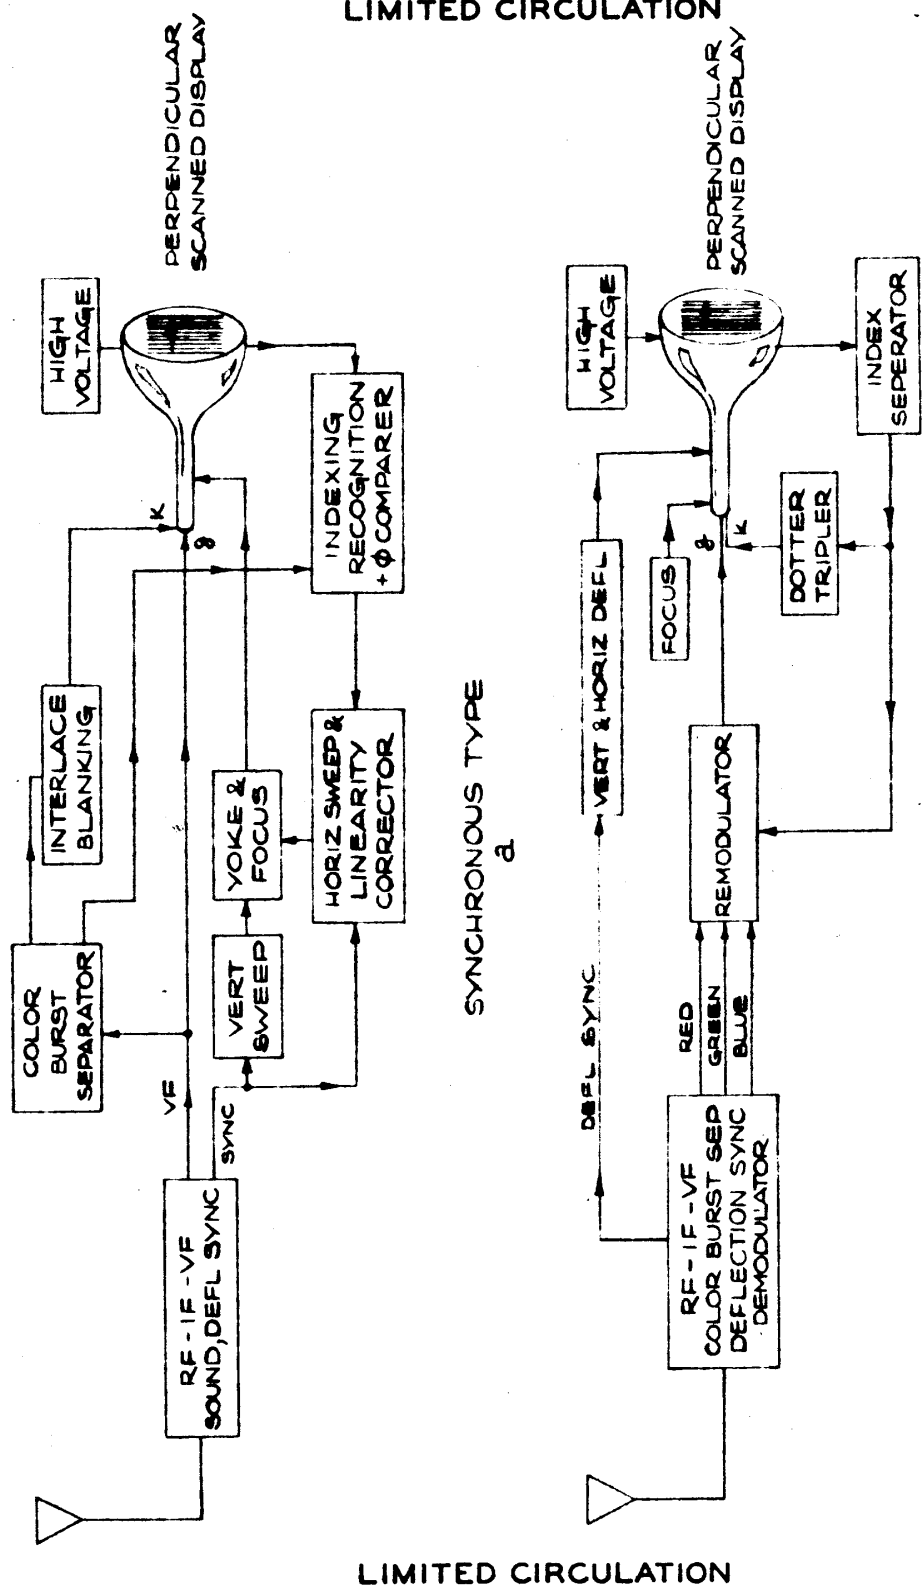 LIMITED CIRCULATION
HIGH
VOLTAGE
PERPENDICULAR
SCANNED DISPLAY
COLOR
BURST
SEPARATOR
INTERLACE
BLANKING
K
g
VF
SYNC
RF-IF-VF
SOUND, DEFL SYNC
VERT
SWEEP
YOKE &
FOCUS
HORIZ SWEEP &
LINEARITY
CORRECTOR
INDEXING
RECOGNITION
+ φ COMPARER
SYNCHRONOUS TYPE
a
HIGH
VOLTAGE
PERPENDICULAR
SCANNED DISPLAY
DEFL SYNC
VERT & HORIZ DEFL
FOCUS
g
K
RF-IF-VF
COLOR BURST SEP
DEFLECTION SYNC
DEMODULATOR
RED
GREEN
BLUE
REMODULATOR
DOTTER
TRIPLER
INDEX
SEPERATOR
LIMITED CIRCULATION